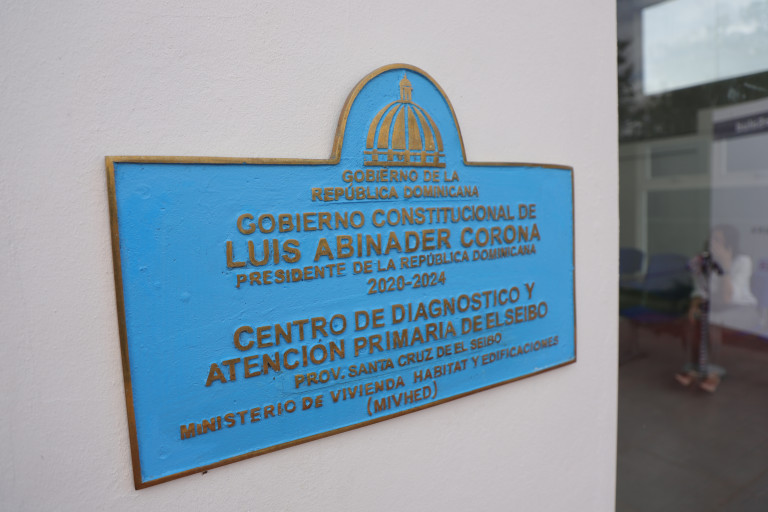 GOBIERNO DE LA
REPÚBLICA DOMINICANA
GOBIERNO CONSTITUCIONAL DE
LUIS ABINADER CORONA
PRESIDENTE DE LA REPÚBLICA DOMINICANA
2020-2024
CENTRO DE DIAGNOSTICO Y
ATENCIÓN PRIMARIA DE EL SEIBO
PROV. SANTA CRUZ DE EL SEIBO
MINISTERIO DE VIVIENDA HABITAT Y EDIFICACIONES
(MIVHED)